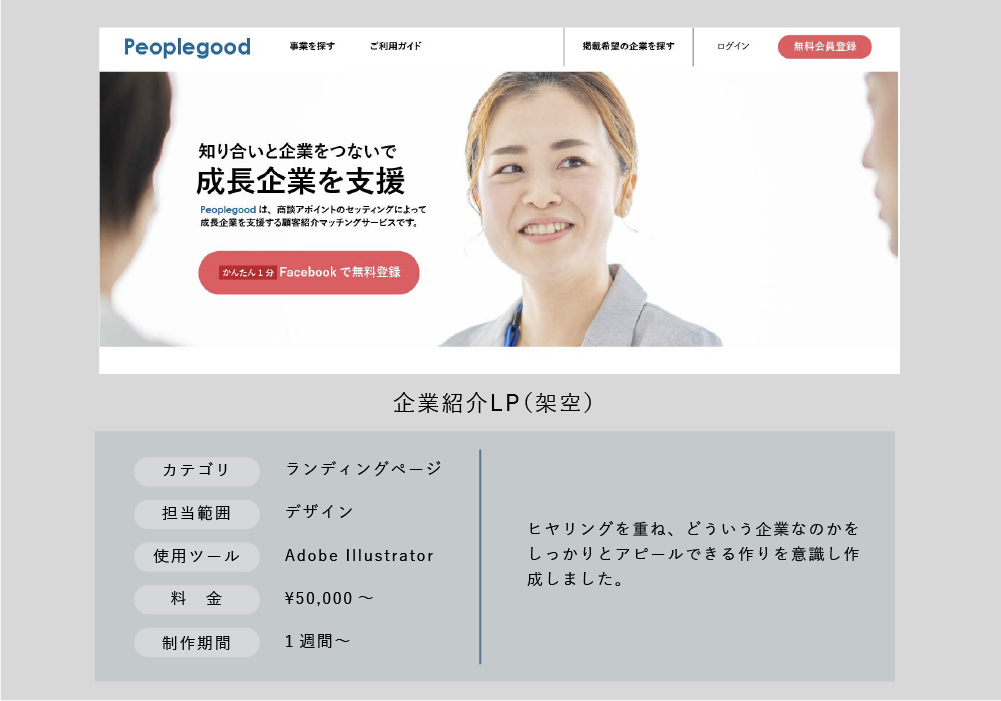 Peoplegood
事業を探す
ご利用ガイド
掲載希望の企業を探す
ログイン
無料会員登録
知り合いと企業をつないで
成長企業を支援
Peoplegood は、商談アポイントのセッティングによって
成長企業を支援する顧客紹介マッチングサービスです。
かんたん1分 Facebook で無料登録
企業紹介LP(架空)
カテゴリ ランディングページ
担当範囲 デザイン
使用ツール Adobe Illustrator
料 金 ¥50,000 〜
制作期間 1 週間〜
ヒヤリングを重ね、どういう企業なのかを
しっかりとアピールできる作りを意識し作
成しました。